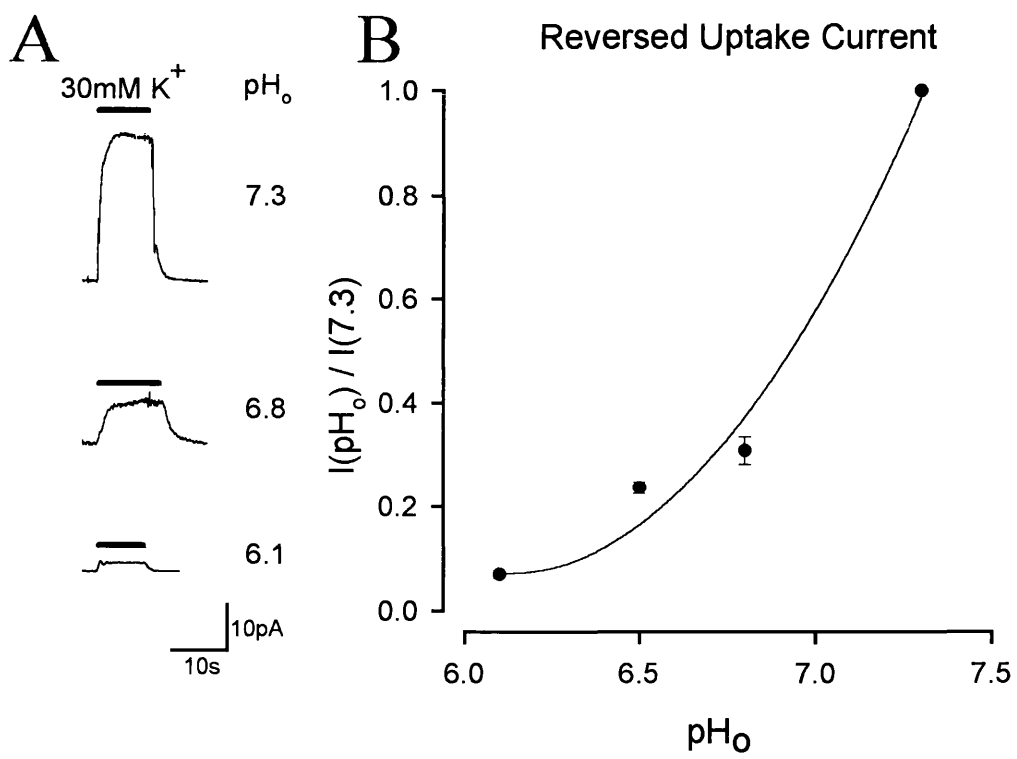 A
30mM K+
pHo
7.3
6.8
6.1
10pA
10s
B
Reversed Uptake Current
I(pHo) / I(7.3)
1.0
0.8
0.6
0.4
0.2
0.0
6.0 6.5 7.0 7.5
pHo